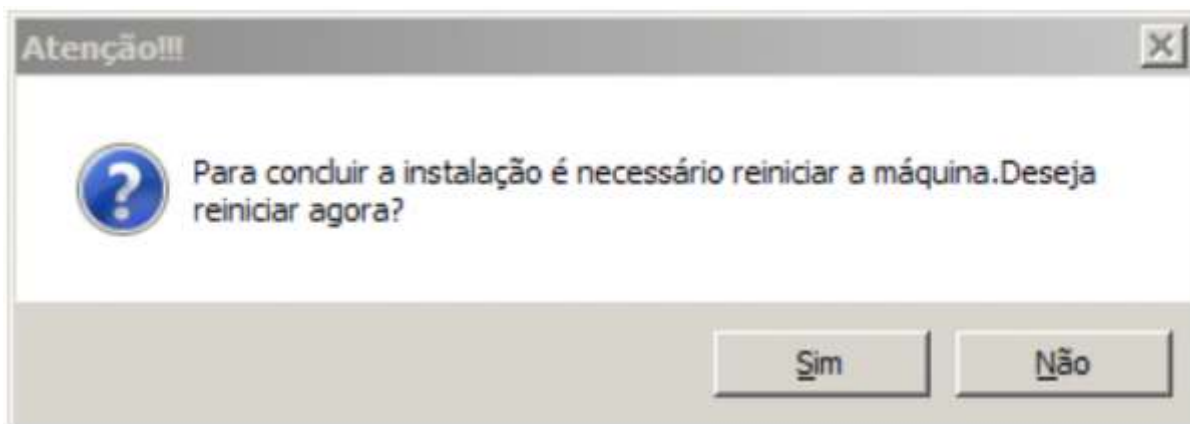 Atenção!!!
Para concluir a instalação é necessário reiniciar a máquina.Deseja
reiniciar agora?
Sim
Não